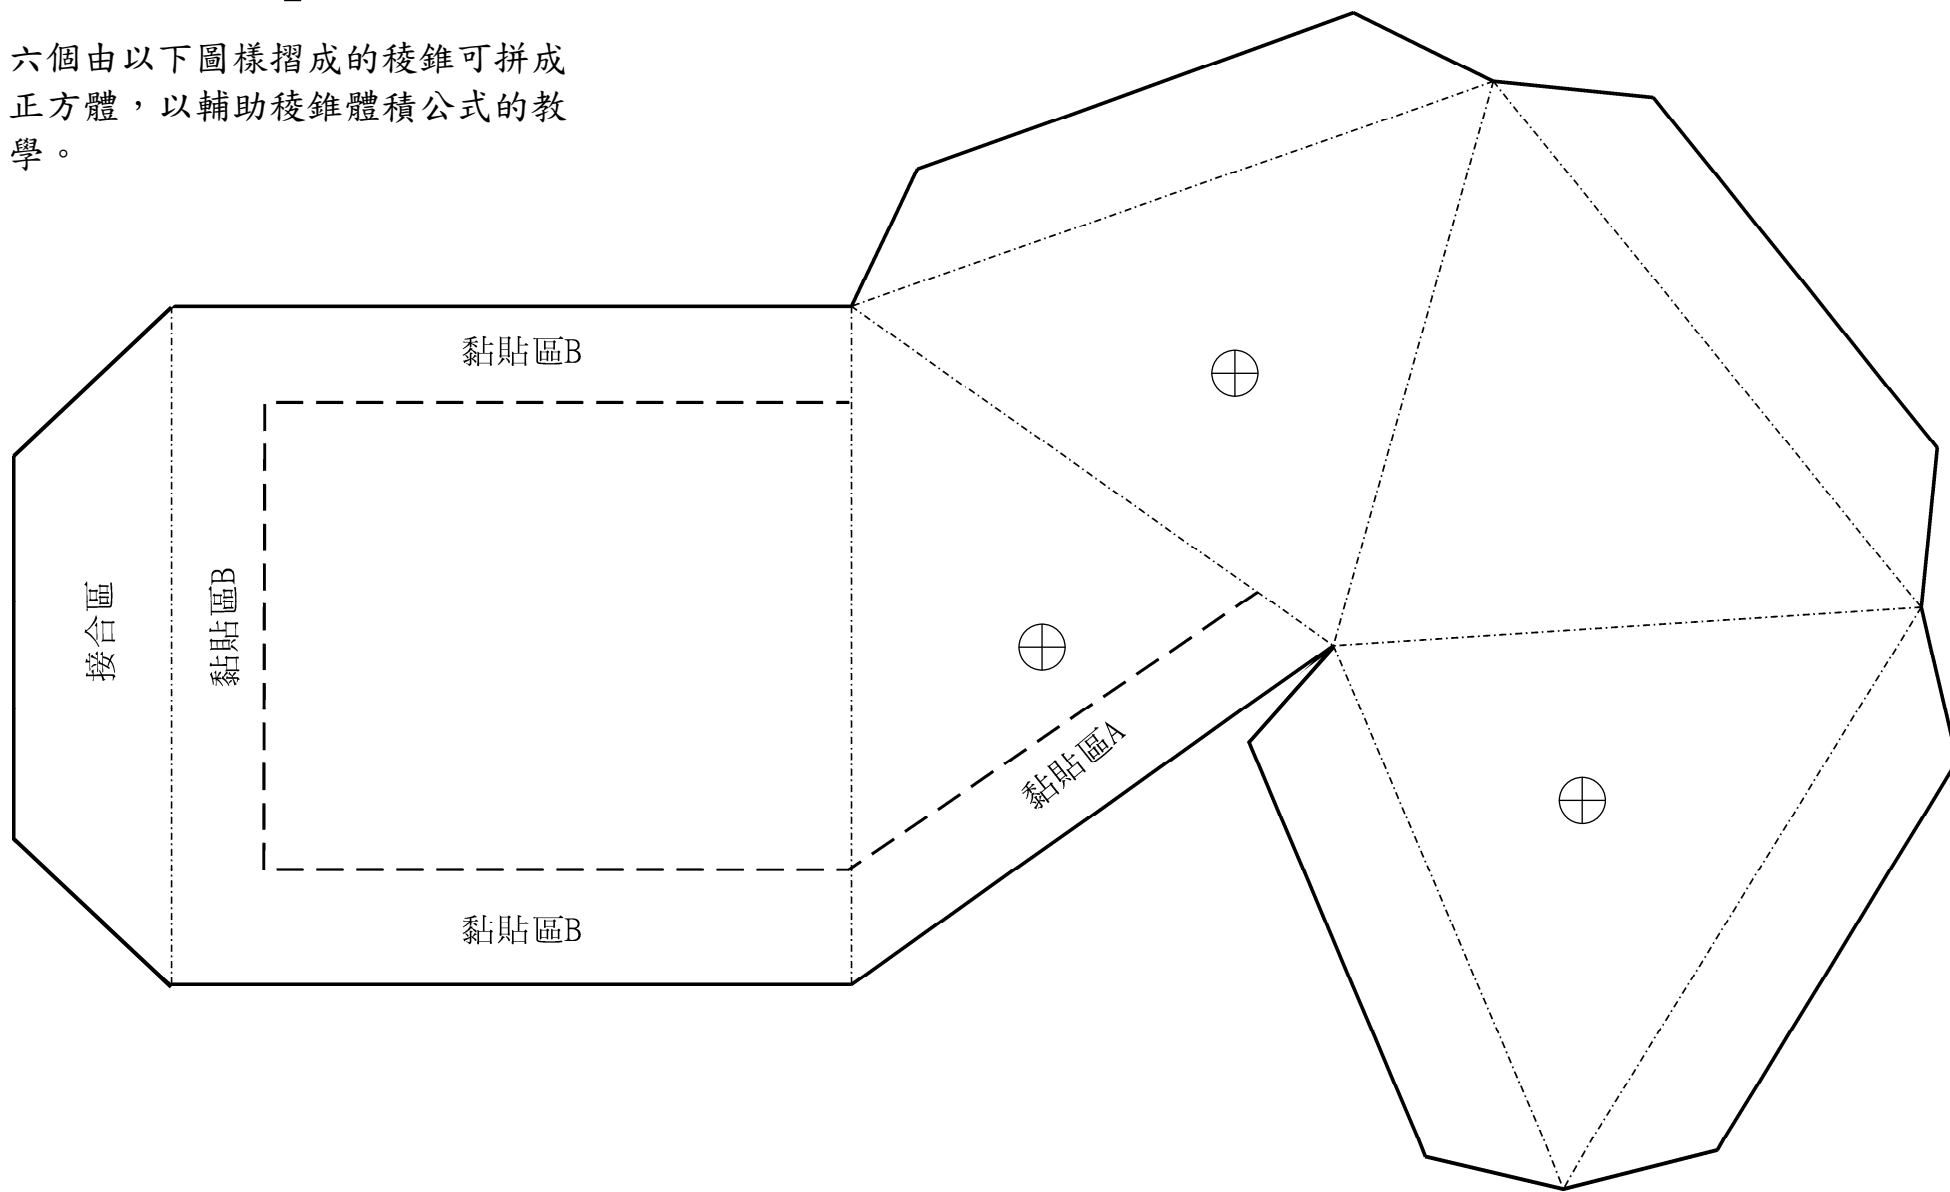 六個由以下圖樣摺成的稜錐可拼成
正方體，以輔助稜錐體積公式的教
學。
黏貼區B
接合區
黏貼區B
黏貼區A
黏貼區B